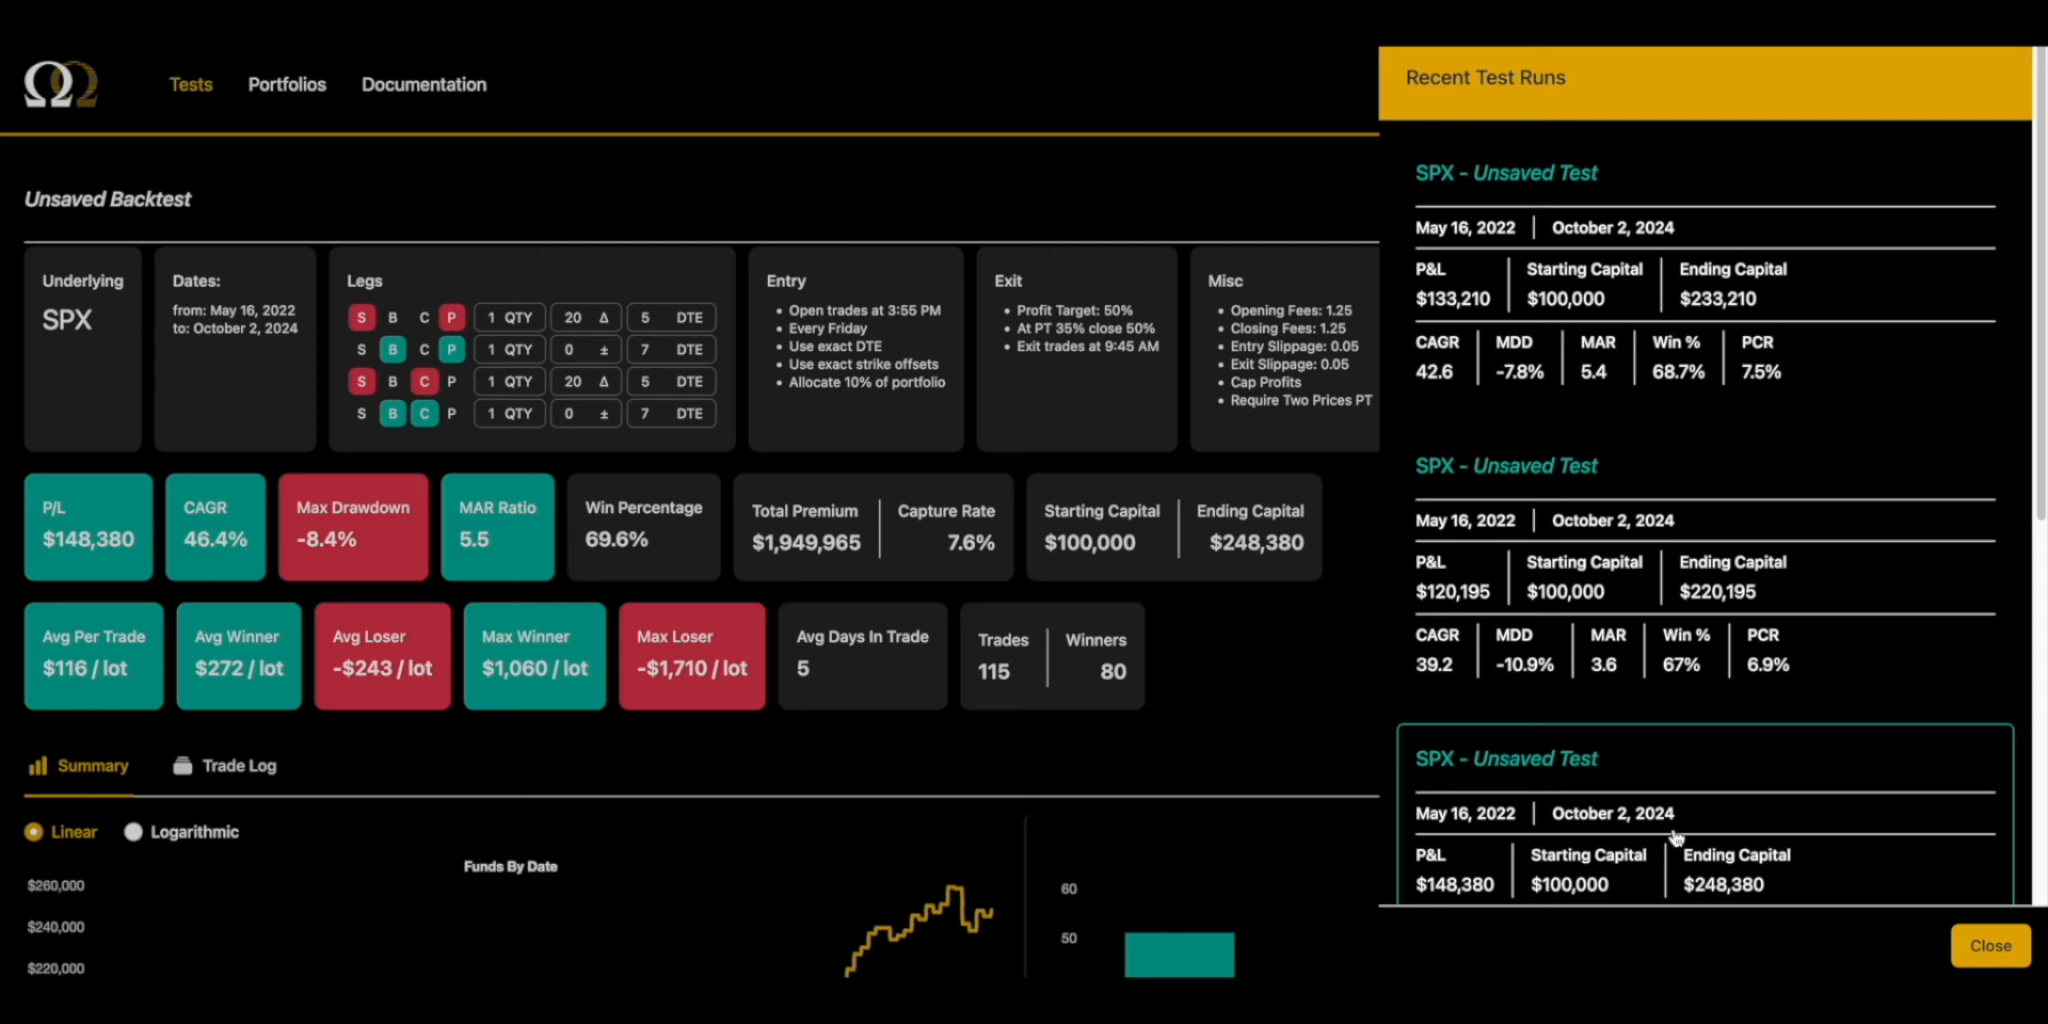 Tests Portfolios Documentation
Unsaved Backtest
Underlying
SPX
Dates:
from: May 16, 2022
to: October 2, 2024
Legs
S B C P 1 QTY 20 Δ 5 DTE
S B C P 1 QTY 0 ± 7 DTE
S B C P 1 QTY 20 Δ 5 DTE
S B C P 1 QTY 0 ± 7 DTE
Entry
• Open trades at 3:55 PM
• Every Friday
• Use exact DTE
• Use exact strike offsets
• Allocate 10% of portfolio
Exit
• Profit Target: 50%
• At PT 35% close 50%
• Exit trades at 9:45 AM
Misc
• Opening Fees: 1.25
• Closing Fees: 1.25
• Entry Slippage: 0.05
• Exit Slippage: 0.05
• Cap Profits
• Require Two Prices PT
P/L
$148,380
CAGR
46.4%
Max Drawdown
-8.4%
MAR Ratio
5.5
Win Percentage
69.6%
Total Premium
$1,949,965
Capture Rate
7.6%
Starting Capital
$100,000
Ending Capital
$248,380
Avg Per Trade
$116 / lot
Avg Winner
$272 / lot
Avg Loser
-$243 / lot
Max Winner
$1,060 / lot
Max Loser
-$1,710 / lot
Avg Days In Trade
5
Trades
115
Winners
80
Summary Trade Log
Linear Logarithmic
Funds By Date
$260,000
$240,000
$220,000
60
50
Recent Test Runs
SPX - Unsaved Test
May 16, 2022 October 2, 2024
P&L Starting Capital Ending Capital
$133,210 $100,000 $233,210
CAGR MDD MAR Win % PCR
42.6 -7.8% 5.4 68.7% 7.5%
SPX - Unsaved Test
May 16, 2022 October 2, 2024
P&L Starting Capital Ending Capital
$120,195 $100,000 $220,195
CAGR MDD MAR Win % PCR
39.2 -10.9% 3.6 67% 6.9%
SPX - Unsaved Test
May 16, 2022 October 2, 2024
P&L Starting Capital Ending Capital
$148,380 $100,000 $248,380
Close